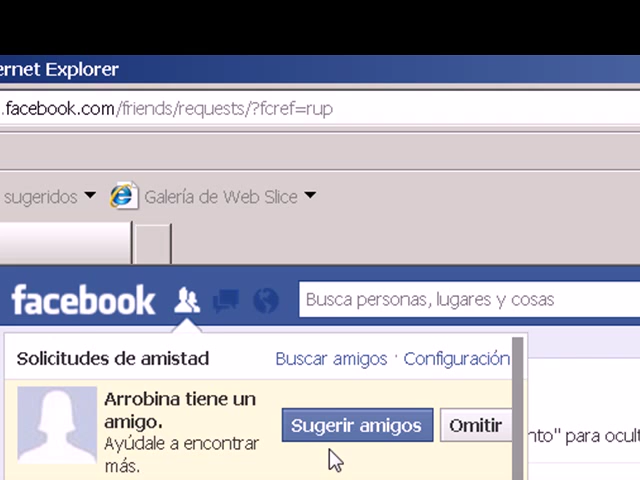 ernet Explorer
.facebook.com/friends/requests/?fcref=rup
sugeridos Galería de Web Slice
facebook Busca personas, lugares y cosas
Solicitudes de amistad Buscar amigos · Configuración
Arrobina tiene un
amigo.
Ayúdale a encontrar
más.
Sugerir amigos Omitir
nto" para ocult